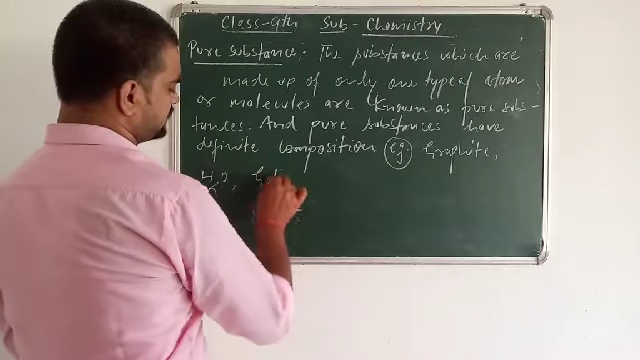 Class-9th Sub-Chemistry
Pure substance: The substances which are
made up of only one type of atom
or molecules are known as pure subs-
tances. And pure substances have
definite composition e.g. Graphite,
H2O,